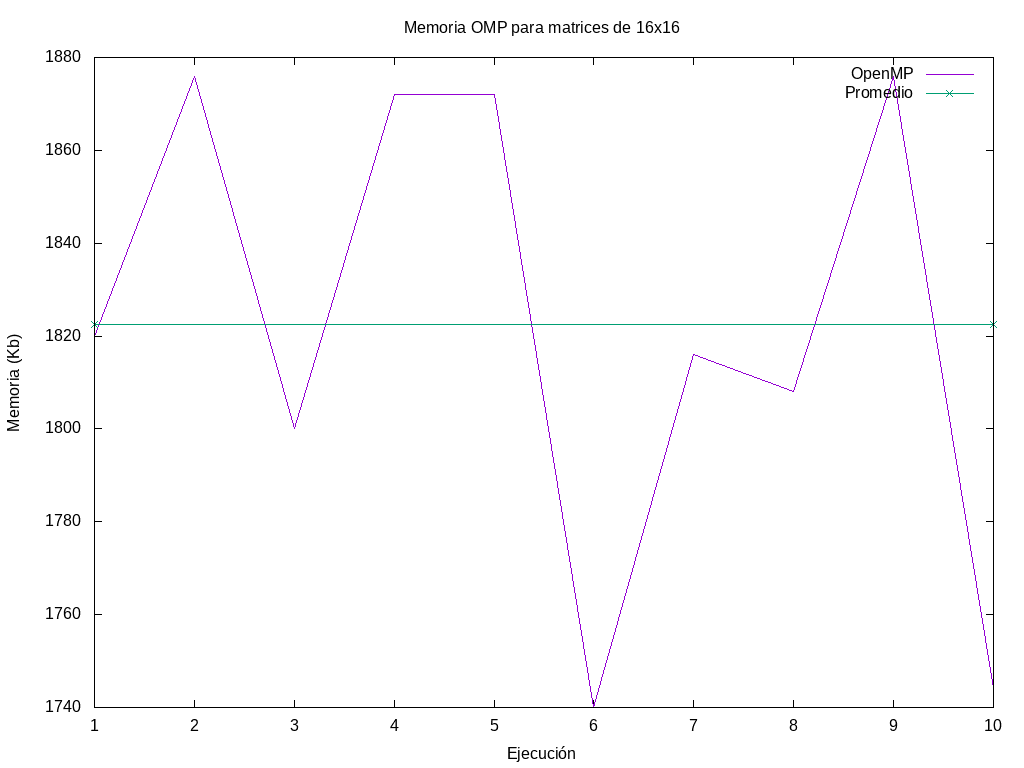 Memoria OMP para matrices de 16x16
OpenMP
Promedio
1880
1860
1840
1820
1800
1780
1760
1740
Memoria (Kb)
1 2 3 4 5 6 7 8 9 10
Ejecución